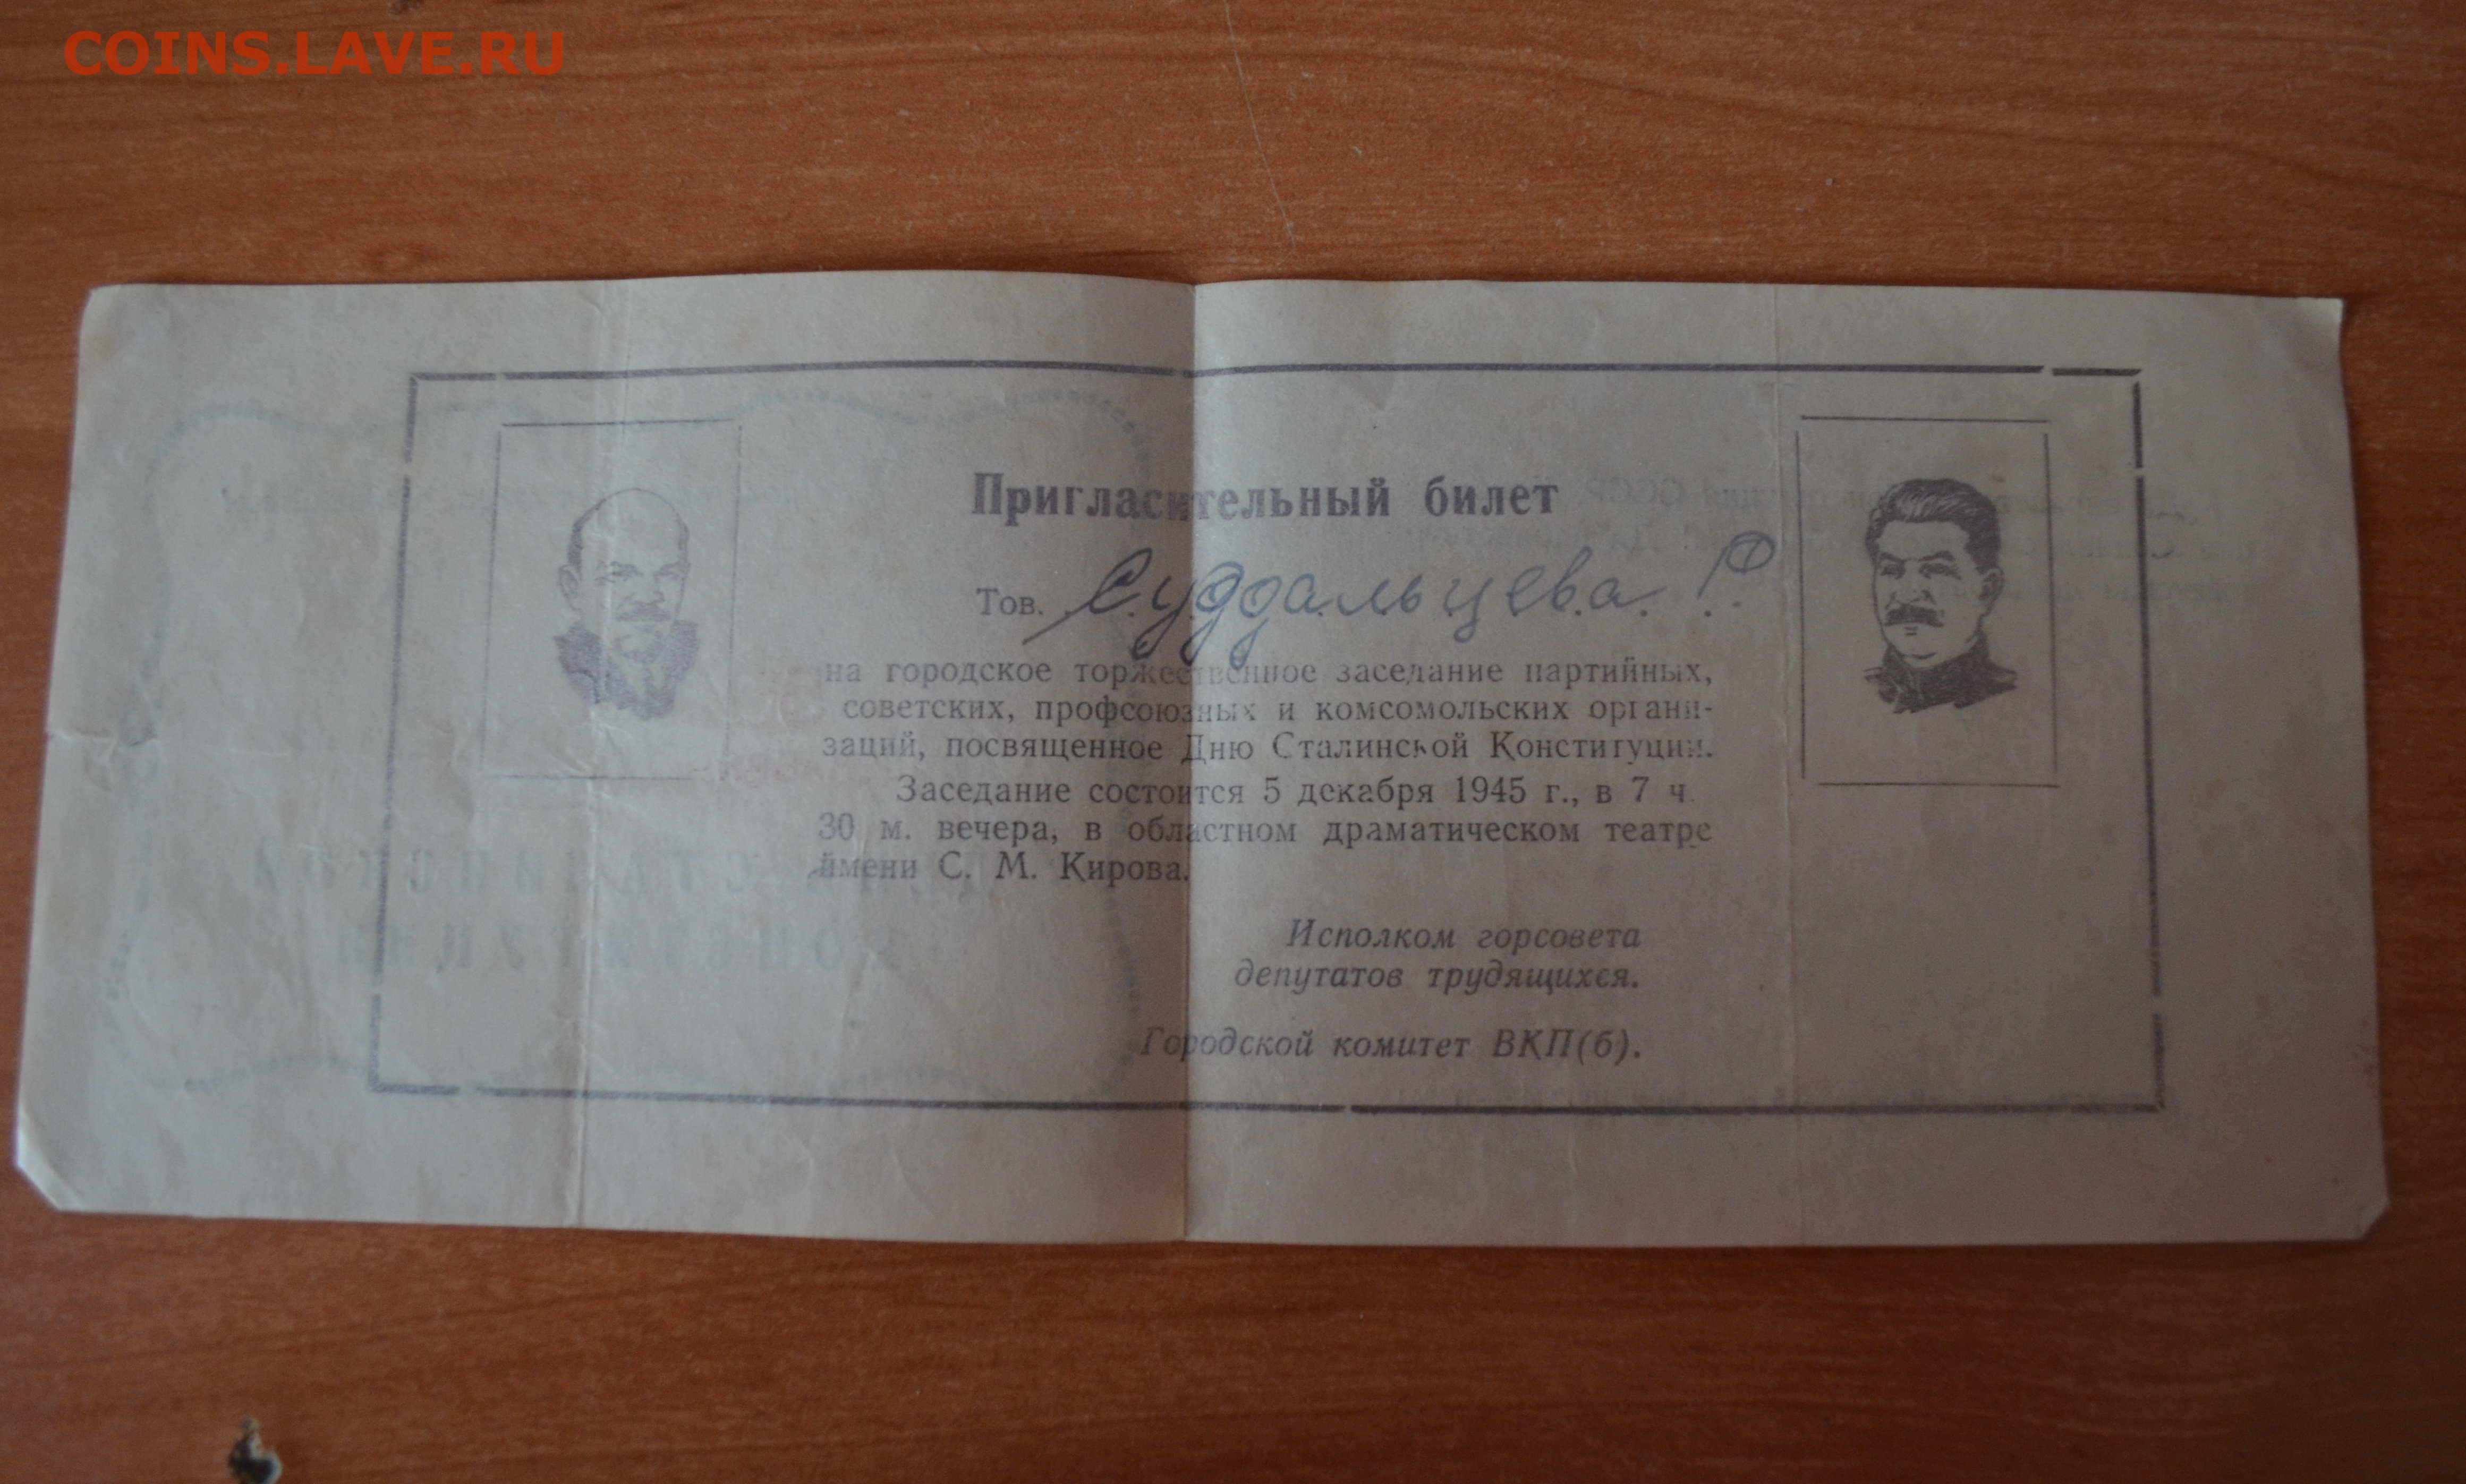 COINS.LAVE.RU
Пригласительный билет
Тов. Суддальцева. Р
на городское торжественное заседание партийных,
советских, профсоюзных и комсомольских органи-
заций, посвященное Дню Сталинской Конституции.
Заседание состоится 5 декабря 1945 г., в 7 ч.
30 м. вечера, в областном драматическом театре
имени С. М. Кирова.
Исполком горсовета
депутатов трудящихся.
Городской комитет ВКП(б).